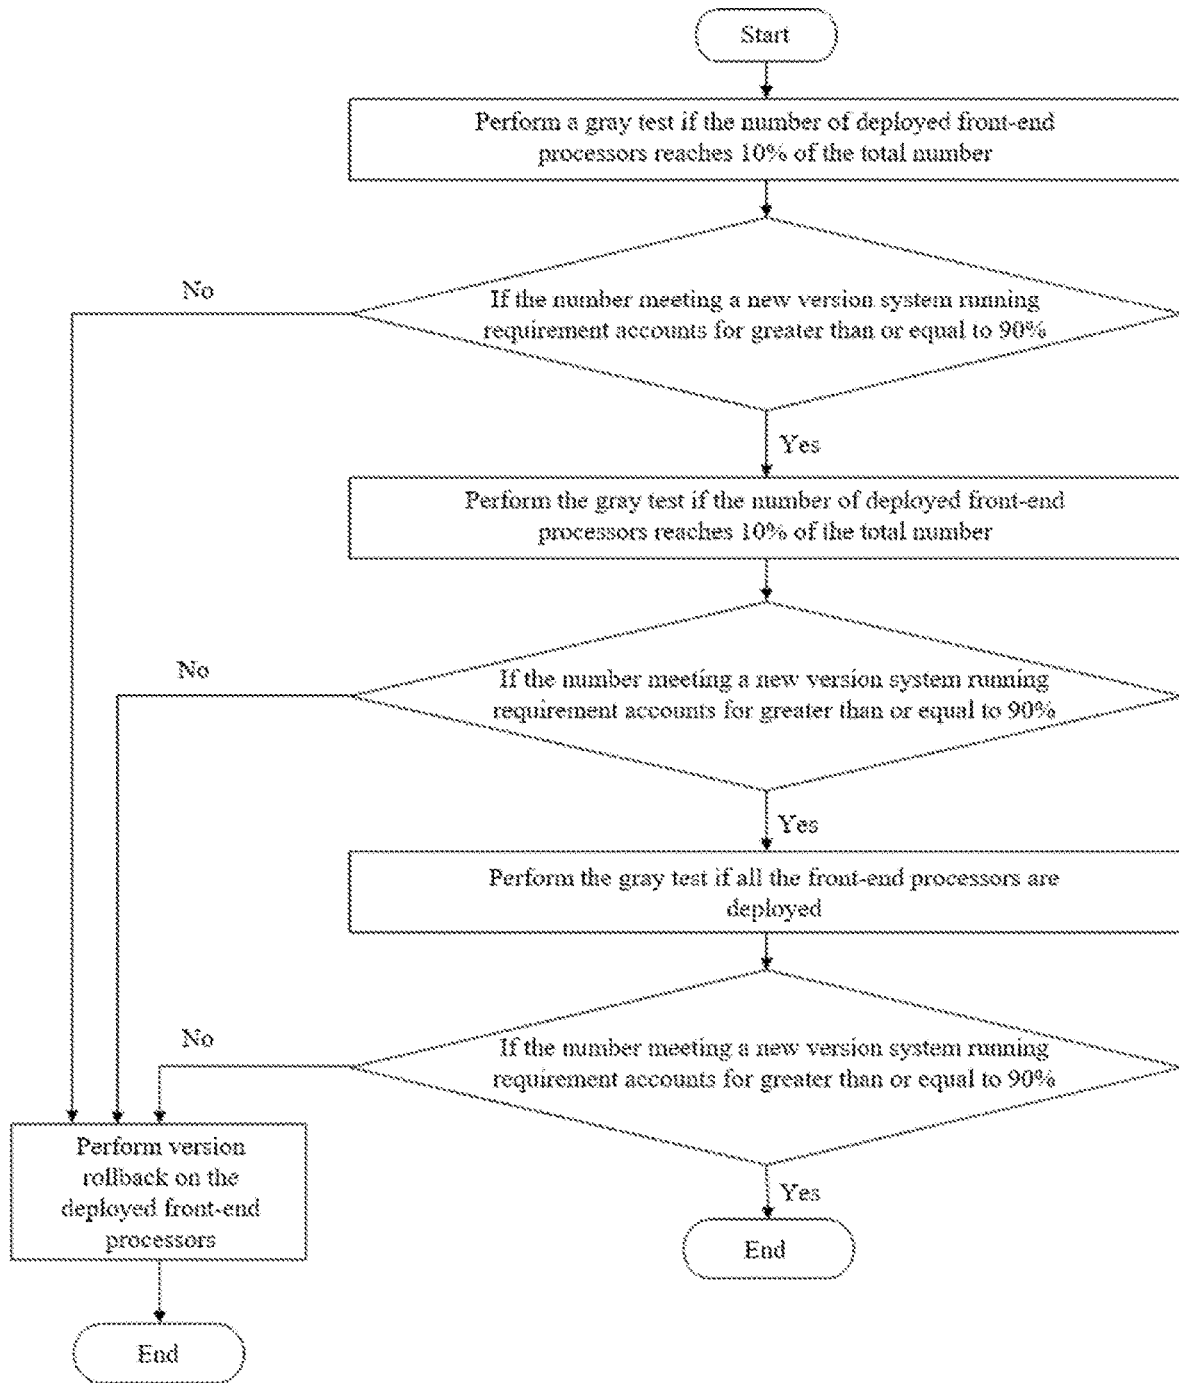 Start
Perform a gray test if the number of deployed front-end
processors reaches 10% of the total number
No
If the number meeting a new version system running
requirement accounts for greater than or equal to 90%
Yes
Perform the gray test if the number of deployed front-end
processors reaches 10% of the total number
No
If the number meeting a new version system running
requirement accounts for greater than or equal to 90%
Yes
Perform the gray test if all the front-end processors are
deployed
No
If the number meeting a new version system running
requirement accounts for greater than or equal to 90%
Perform version
rollback on the
deployed front-end
processors
Yes
End
End